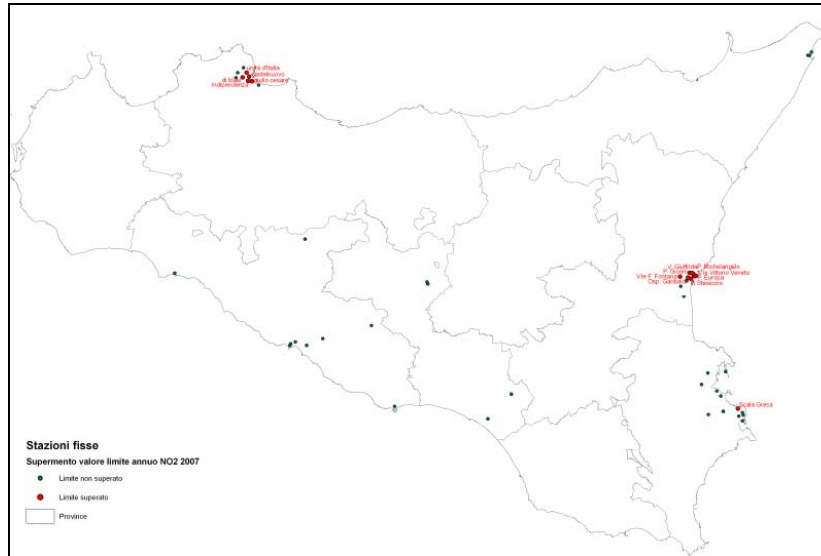 unità d'Italia
Castelnuovo
di blasi giulio cesare
indipendenza
V. Giuffrida P. Michelangelo
P. Gioeni Via Vittorio Veneto
V.le F. Fontana P. Europa
Osp. Garibaldi P. Stesicoro
Scala Greca
Stazioni fisse
Supermento valore limite annuo NO2 2007
Limite non superato
Limite superato
Province